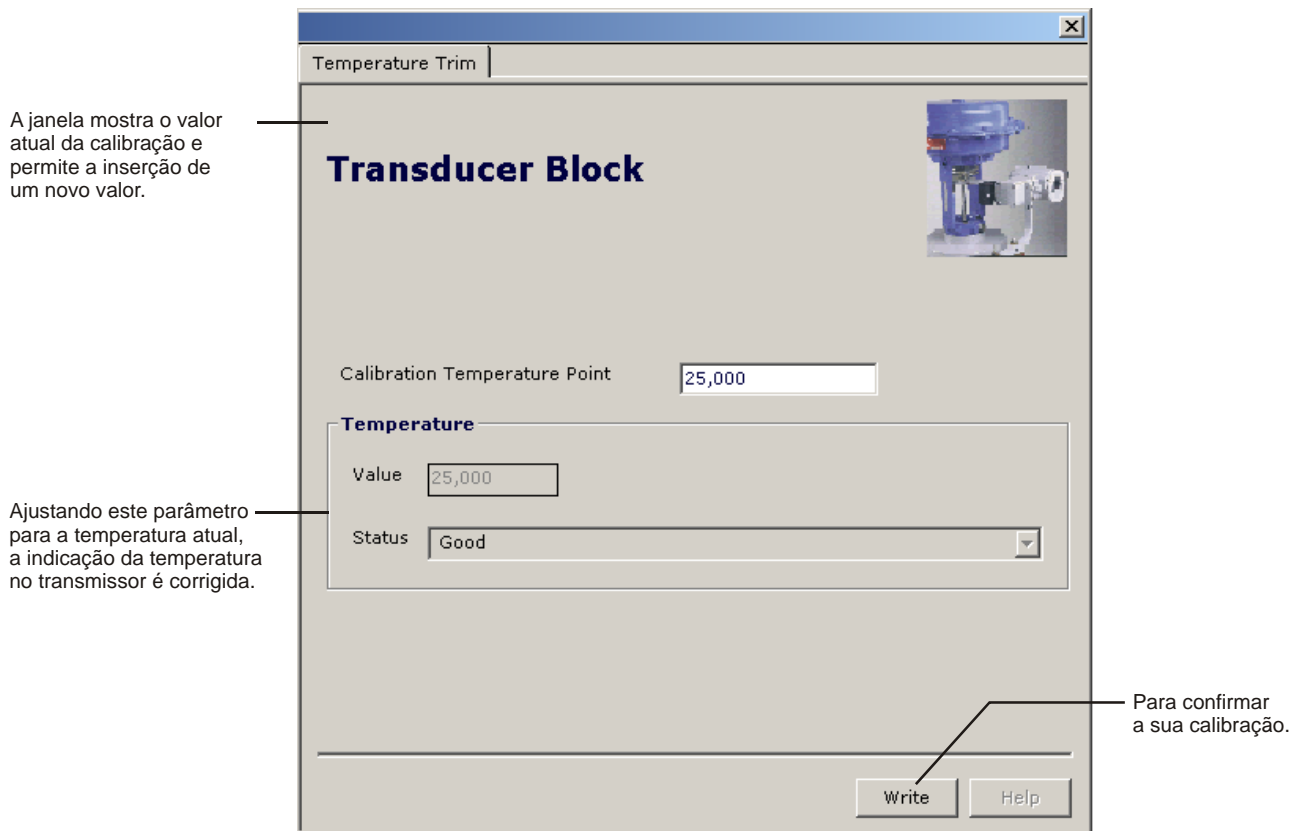 Temperature Trim
A janela mostra o valor
atual da calibração e
permite a inserção de
um novo valor.
Transducer Block
Calibration Temperature Point
25,000
Temperature
Value
25,000
Ajustando este parâmetro
para a temperatura atual,
a indicação da temperatura
no transmissor é corrigida.
Status
Good
Para confirmar
a sua calibração.
Write
Help